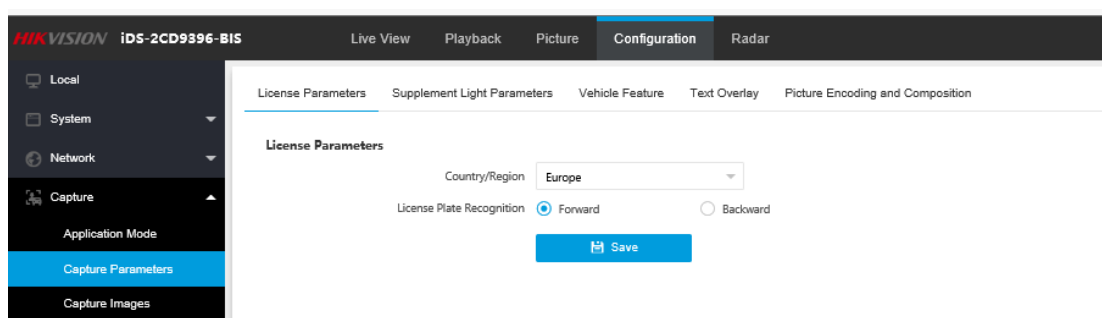 HIKVISION iDS-2CD9396-BIS Live View Playback Picture Configuration Radar
Local
System
Network
Capture
Application Mode
Capture Parameters
Capture Images
License Parameters Supplement Light Parameters Vehicle Feature Text Overlay Picture Encoding and Composition
License Parameters
Country/Region Europe
License Plate Recognition Forward Backward
Save